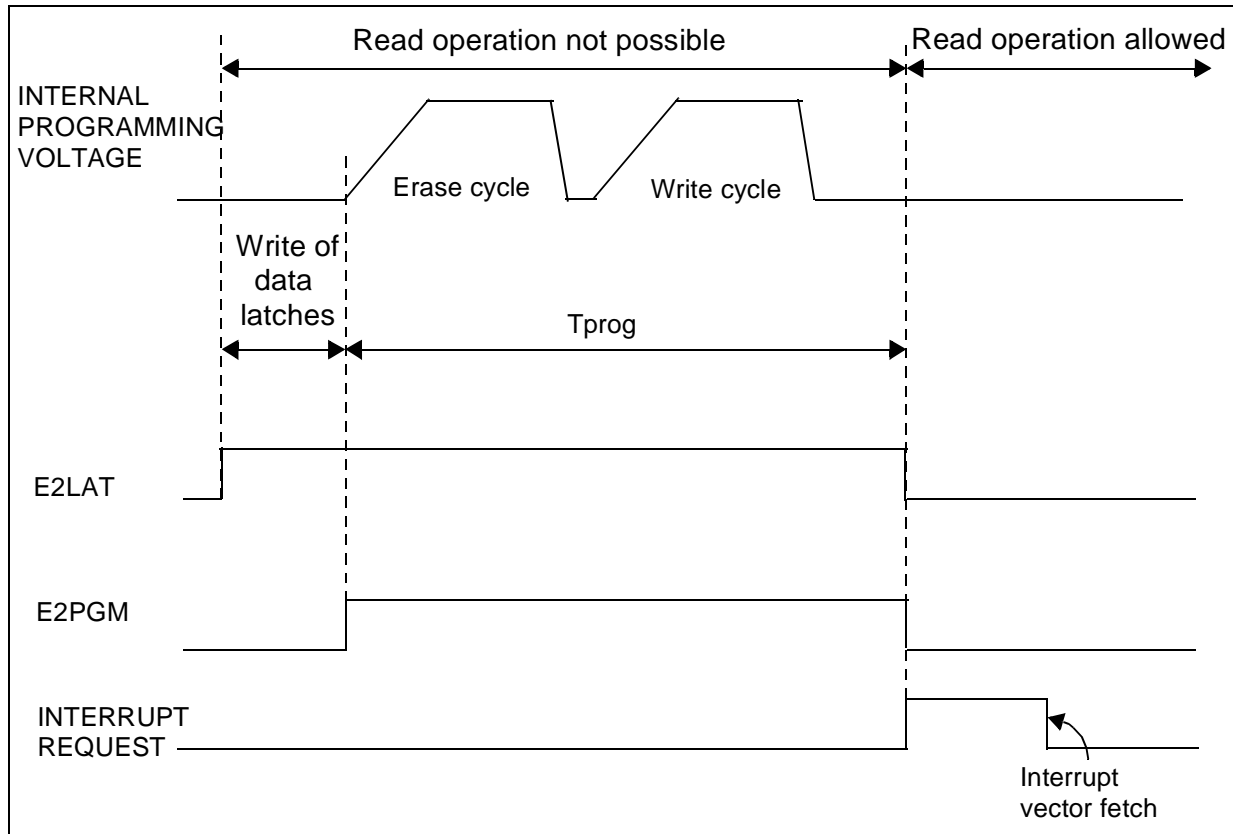 Read operation not possible
Read operation allowed
INTERNAL
PROGRAMMING
VOLTAGE
Erase cycle
Write cycle
Write of
data
latches
Tprog
E2LAT
E2PGM
INTERRUPT
REQUEST
Interrupt
vector fetch